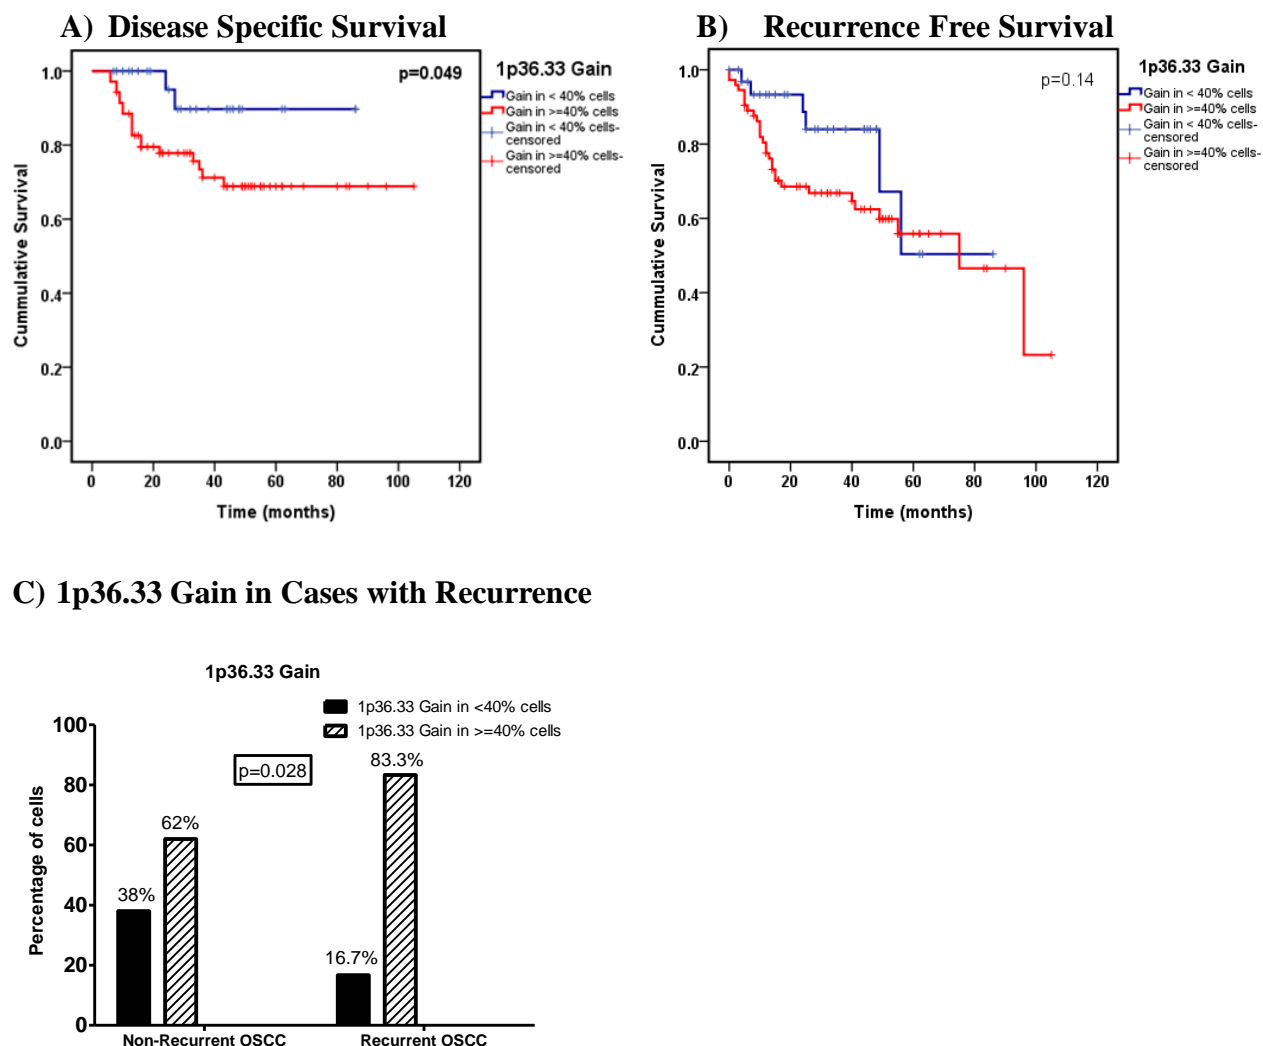 A) Disease Specific Survival
p=0.049
1p36.33 Gain
Gain in < 40% cells
Gain in >=40% cells
Gain in < 40% cells-
censored
Gain in >=40% cells-
censored
Cummulative Survival
1.0
0.8
0.6
0.4
0.2
0.0
0 20 40 60 80 100 120
Time (months)
B) Recurrence Free Survival
p=0.14
1p36.33 Gain
Gain in < 40% cells
Gain in >=40% cells
Gain in < 40% cells-
censored
Gain in >=40% cells-
censored
Cummulative Survival
1.0
0.8
0.6
0.4
0.2
0.0
0 20 40 60 80 100 120
Time (months)
C) 1p36.33 Gain in Cases with Recurrence
1p36.33 Gain
1p36.33 Gain in <40% cells
1p36.33 Gain in >=40% cells
Percentage of cells
100
80
60
40
20
0
p=0.028
38%
62%
16.7%
83.3%
Non-Recurrent OSCC
Recurrent OSCC